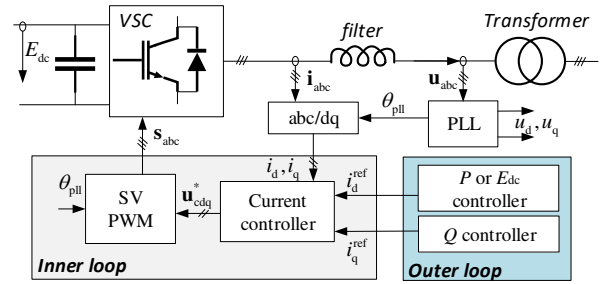 VSC
filter
Transformer
E_dc
i_abc
u_abc
abc/dq
θ_pll
PLL
u_d, u_q
s_abc
i_d, i_q
θ_pll
SV
PWM
u*_cdq
Current
controller
i_d^ref
i_q^ref
P or Edc
controller
Q controller
Inner loop
Outer loop